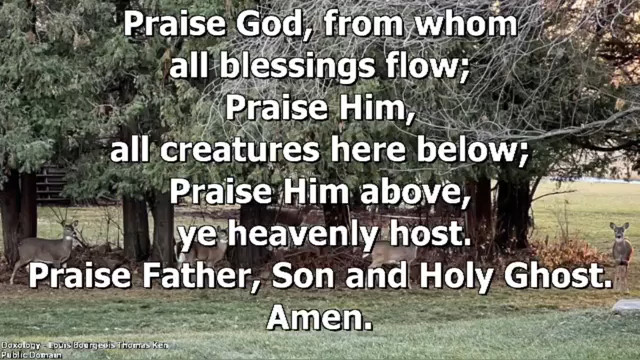 Praise God, from whom
all blessings flow;
Praise Him,
all creatures here below;
Praise Him above,
ye heavenly host.
Praise Father, Son and Holy Ghost.
Amen.
Doxology - Louis Bourgeois Thomas Ken
Public Domain